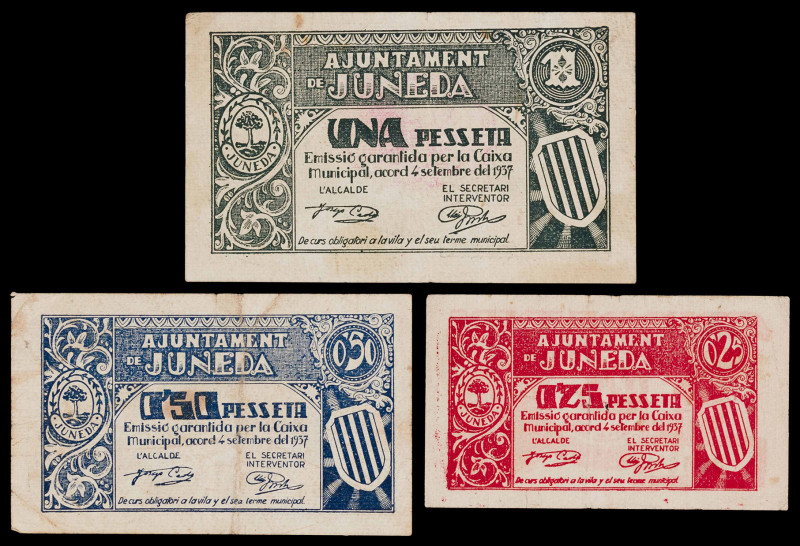 AJUNTAMENT
DE JUNEDA
1
JUNEDA
UNA PESSETA
Emissió garantida per la Caixa
Municipal, acord 4 setembre del 1937
L'ALCALDE
EL SECRETARI
INTERVENTOR
De curs obligatori a la vila y el seu terme municipal.
AJUNTAMENT
DE JUNEDA
0'50
JUNEDA
0'50 PESSETA
Emissió garantida per la Caixa
Municipal, acord 4 setembre del 1937
L'ALCALDE
EL SECRETARI
INTERVENTOR
De curs obligatori a la vila y el seu terme municipal.
AJUNTAMENT
DE JUNEDA
0'25
JUNEDA
0'25 PESSETA
Emissió garantida per la Caixa
Municipal, acord 4 setembre del 1937
L'ALCALDE
EL SECRETARI
INTERVENTOR
De curs obligatori a la vila y el seu terme municipal.